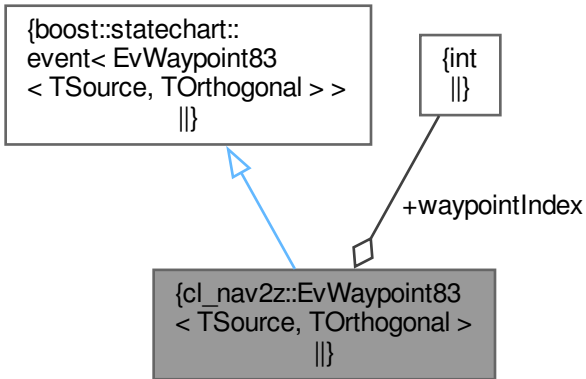 {boost::statechart::
event< EvWaypoint83
< TSource, TOrthogonal > >
||}
{int
||}
+waypointIndex
{cl_nav2z::EvWaypoint83
< TSource, TOrthogonal >
||}